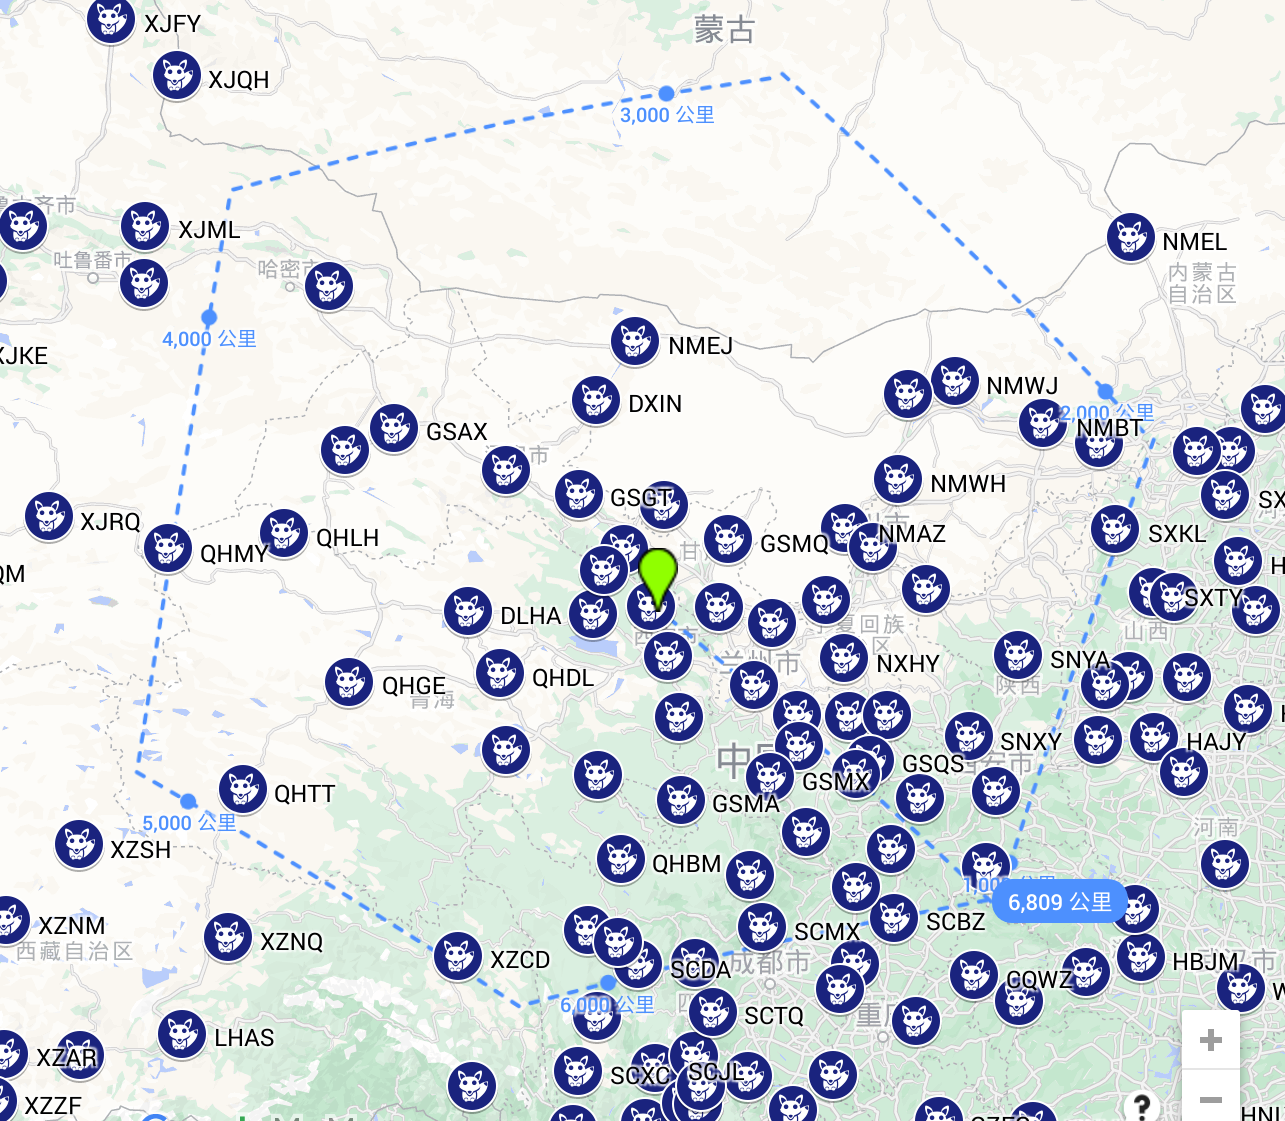 蒙古
XJFY
XJQH
3,000 公里
XJML
NMEL
吐鲁番市
内蒙古
自治区
4,000 公里
NMEJ
NMWJ
DXIN
2,000 公里
NMBT
GSAX
NMWH
GSGT
XJRQ
QHMY
QHLH
GSMQ
NMAZ
SXKL
DLHA
SXTY
山西
兰州市
NXHY
SNYA
陕西
QHDL
QHGE
青海
SNXY
HAJY
GSQS
GSMX
QHTT
GSMA
5,000 公里
河南
XZSH
QHBM
6,809 公里
XZNM
SCBZ
SCMX
西藏自治区
XZNQ
XZCD
SCDA
成都市
HBJM
CQWZ
6,000 公里
SCTQ
LHAS
XZAR
SCXC
SCJL
XZZF
+
−
?